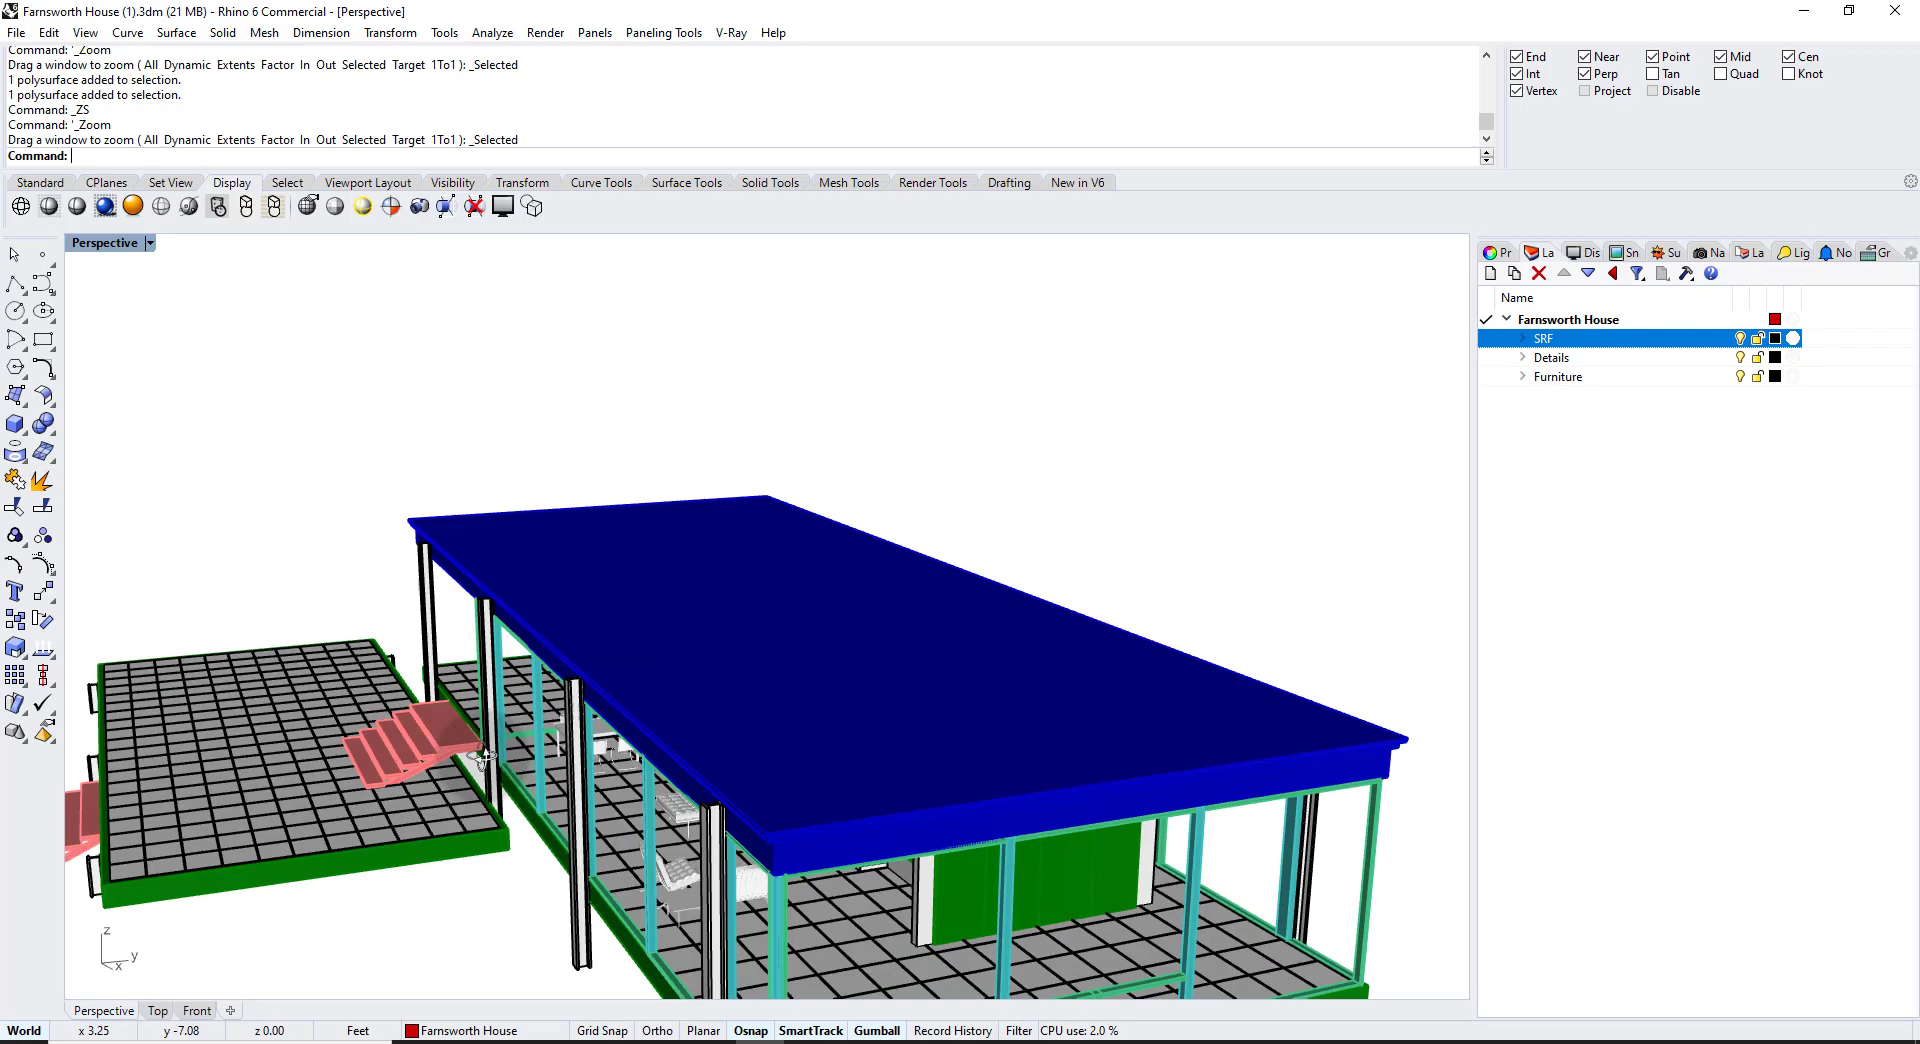 Farnsworth House (1).3dm (21 MB) - Rhino 6 Commercial - [Perspective]
File Edit View Curve Surface Solid Mesh Dimension Transform Tools Analyze Render Panels Paneling Tools V-Ray Help
Command: '_Zoom
Drag a window to zoom ( All Dynamic Extents Factor In Out Selected Target 1To1 ): _Selected
1 polysurface added to selection.
1 polysurface added to selection.
Command: _ZS
Command: '_Zoom
Drag a window to zoom ( All Dynamic Extents Factor In Out Selected Target 1To1 ): _Selected
Command:
End Near Point Mid Cen
Int Perp Tan Quad Knot
Vertex Project Disable
Standard CPlanes Set View Display Select Viewport Layout Visibility Transform Curve Tools Surface Tools Solid Tools Mesh Tools Render Tools Drafting New in V6
Perspective
Pr La Dis Sn Su Na La Lig No Gr
Name
Farnsworth House
SRF
Details
Furniture
z
y
x
Perspective Top Front
World x 3.25 y -7.08 z 0.00 Feet Farnsworth House Grid Snap Ortho Planar Osnap SmartTrack Gumball Record History Filter CPU use: 2.0 %